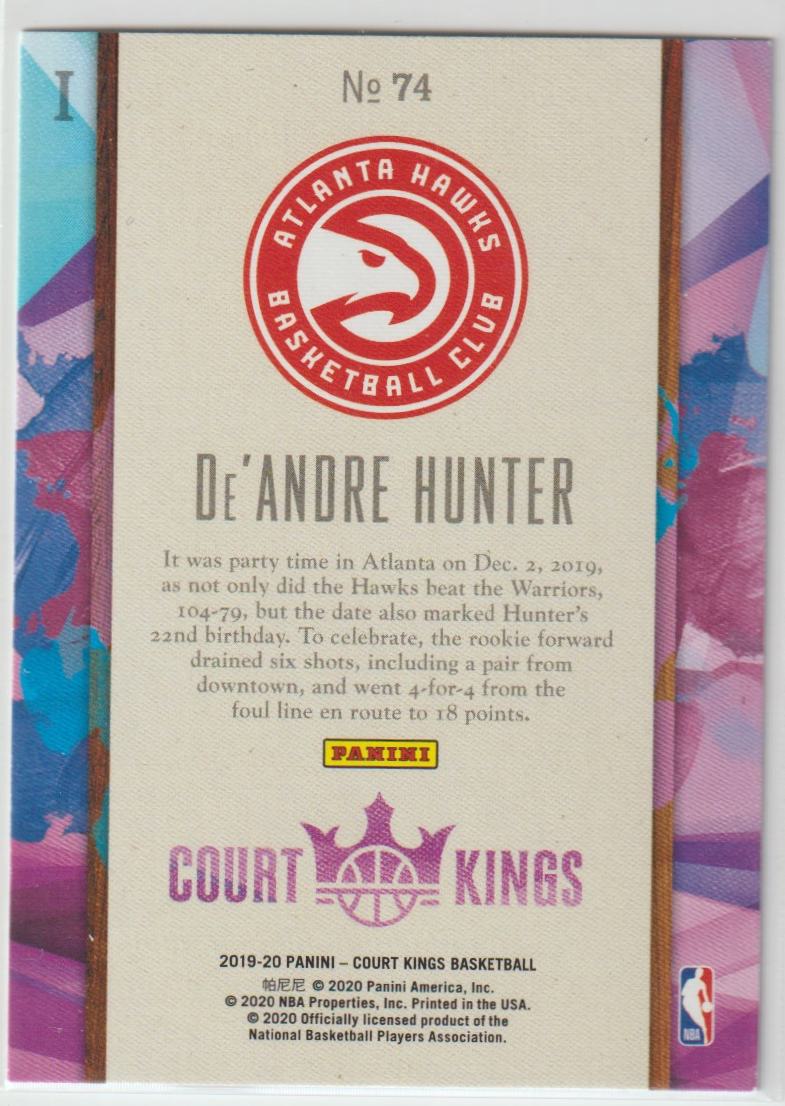 I
№ 74
ATLANTA HAWKS
BASKETBALL CLUB
DE'ANDRE HUNTER
It was party time in Atlanta on Dec. 2, 2019,
as not only did the Hawks beat the Warriors,
104-79, but the date also marked Hunter's
22nd birthday. To celebrate, the rookie forward
drained six shots, including a pair from
downtown, and went 4-for-4 from the
foul line en route to 18 points.
PANINI
COURT KINGS
2019-20 PANINI – COURT KINGS BASKETBALL
帕尼尼 © 2020 Panini America, Inc.
© 2020 NBA Properties, Inc. Printed in the USA.
© 2020 Officially licensed product of the
National Basketball Players Association.
NBA